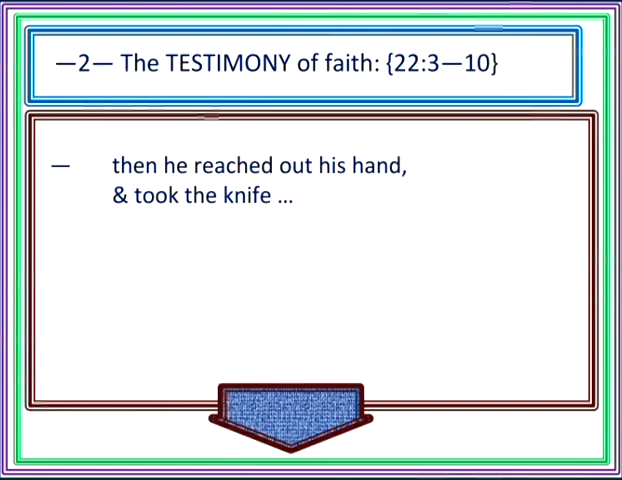 —2— The TESTIMONY of faith: {22:3—10}
— then he reached out his hand,
& took the knife ...